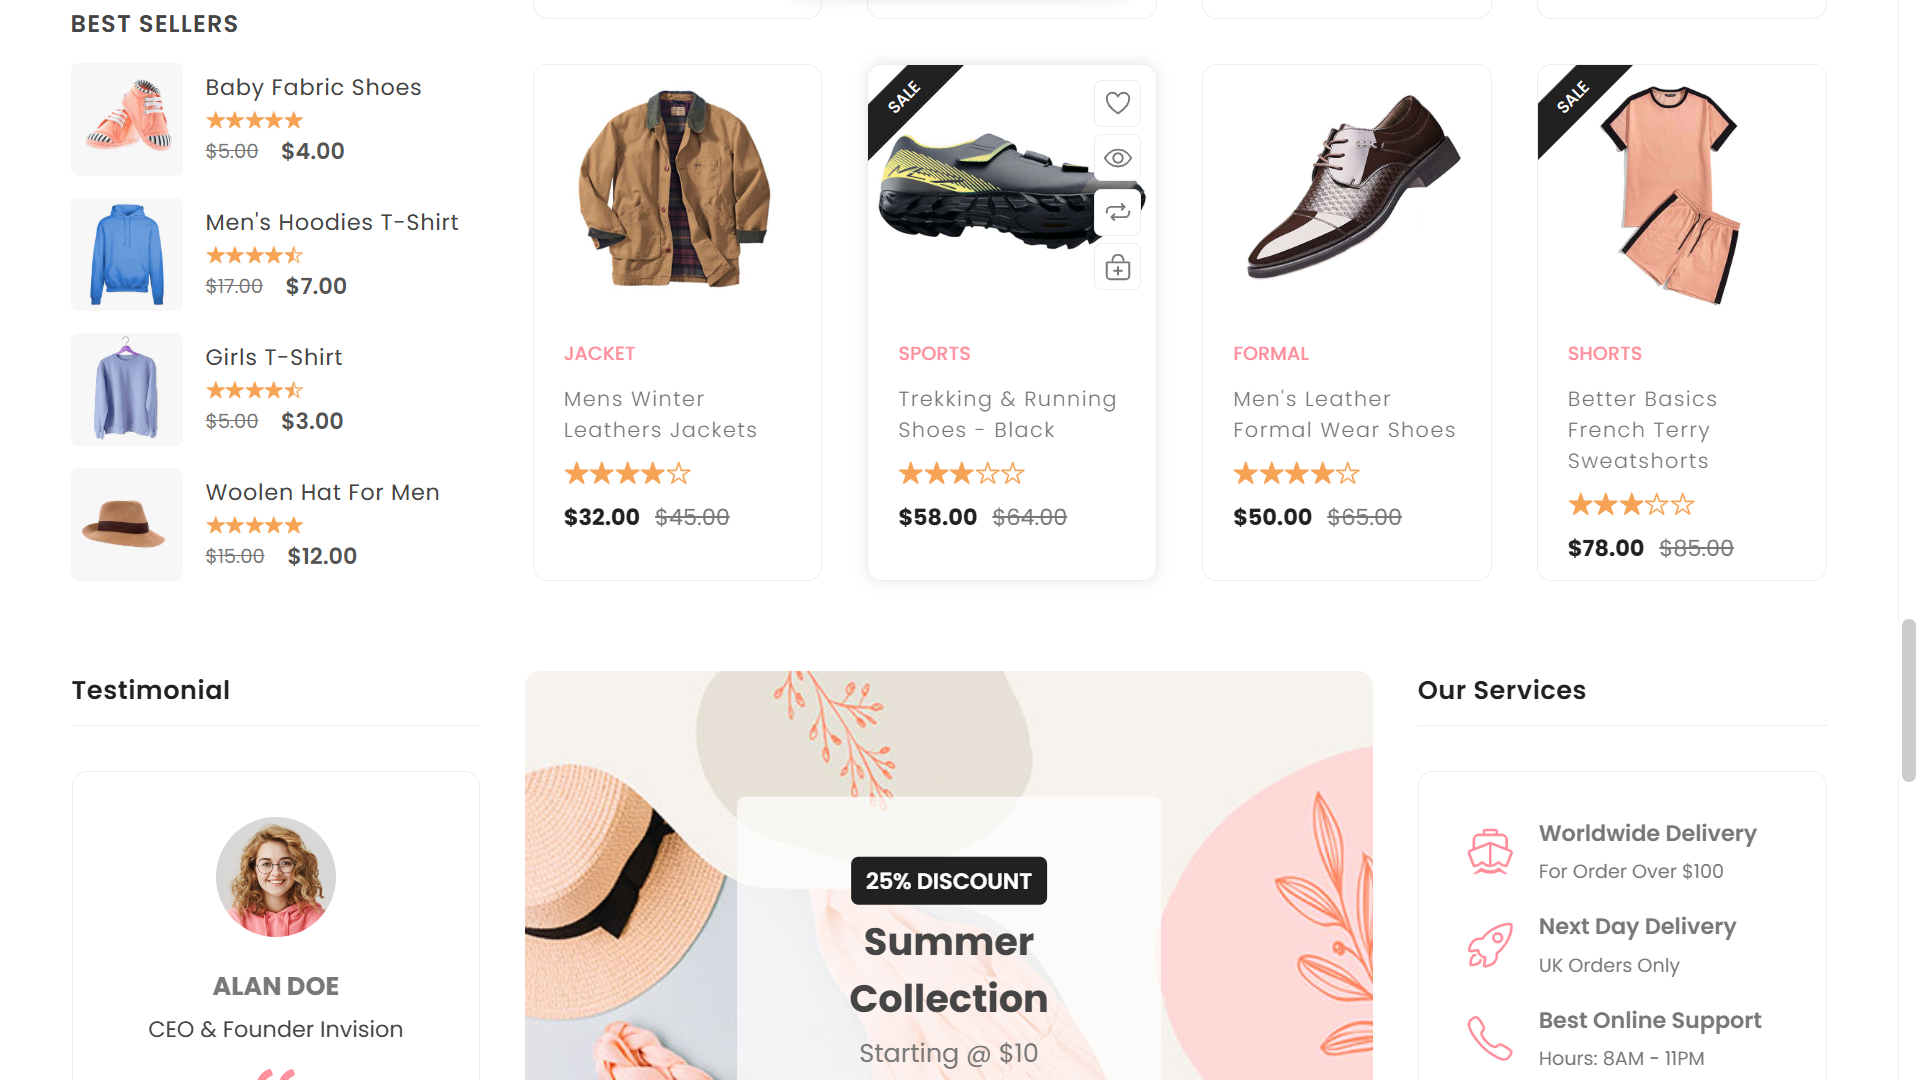 BEST SELLERS
Baby Fabric Shoes
$5.00 $4.00
Men's Hoodies T-Shirt
$17.00 $7.00
Girls T-Shirt
$5.00 $3.00
Woolen Hat For Men
$15.00 $12.00
JACKET
Mens Winter
Leathers Jackets
$32.00 $45.00
SALE
SPORTS
Trekking & Running
Shoes - Black
$58.00 $64.00
FORMAL
Men's Leather
Formal Wear Shoes
$50.00 $65.00
SALE
SHORTS
Better Basics
French Terry
Sweatshorts
$78.00 $85.00
Testimonial
ALAN DOE
CEO & Founder Invision
“
25% DISCOUNT
Summer
Collection
Starting @ $10
Our Services
Worldwide Delivery
For Order Over $100
Next Day Delivery
UK Orders Only
Best Online Support
Hours: 8AM - 11PM